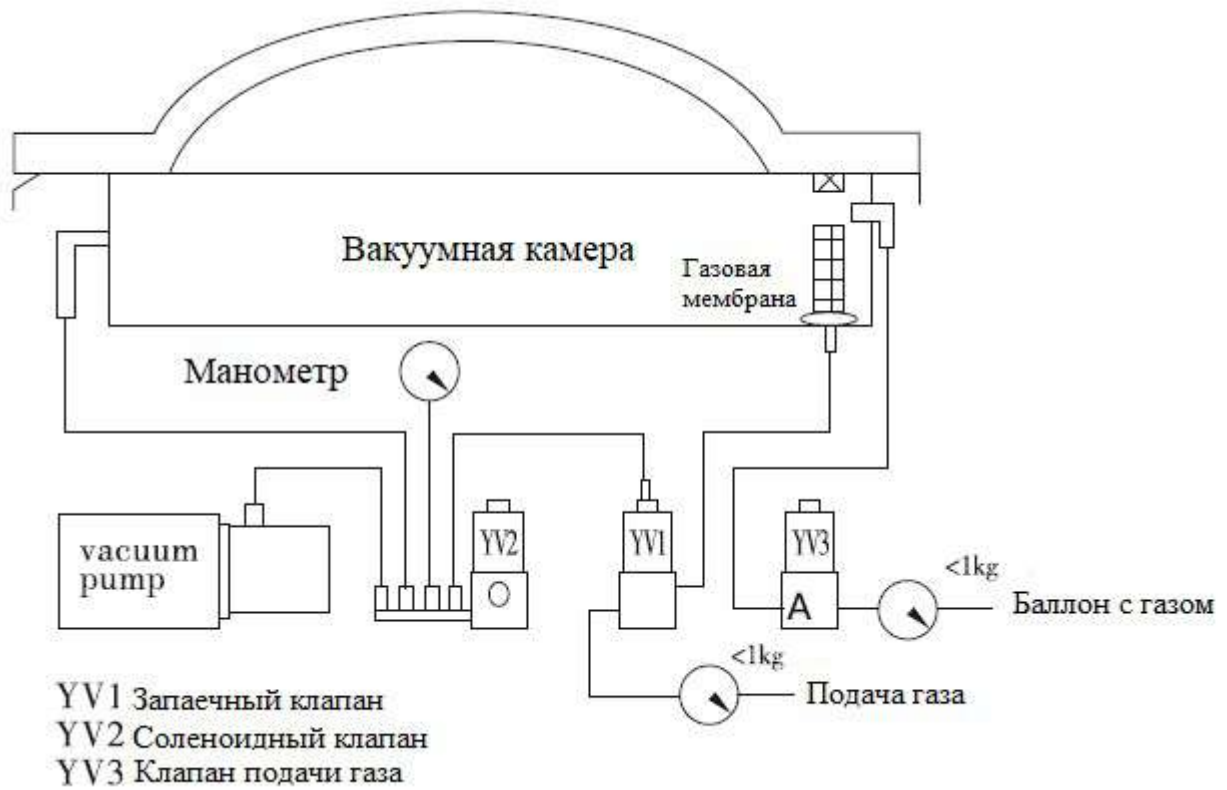 Вакуумная камера
Газовая
мембрана
Манометр
vacuum
pump
YV2
YV1
YV3
A
<1kg
Баллон с газом
<1kg
Подача газа
YV1 Запаечный клапан
YV2 Соленоидный клапан
YV3 Клапан подачи газа